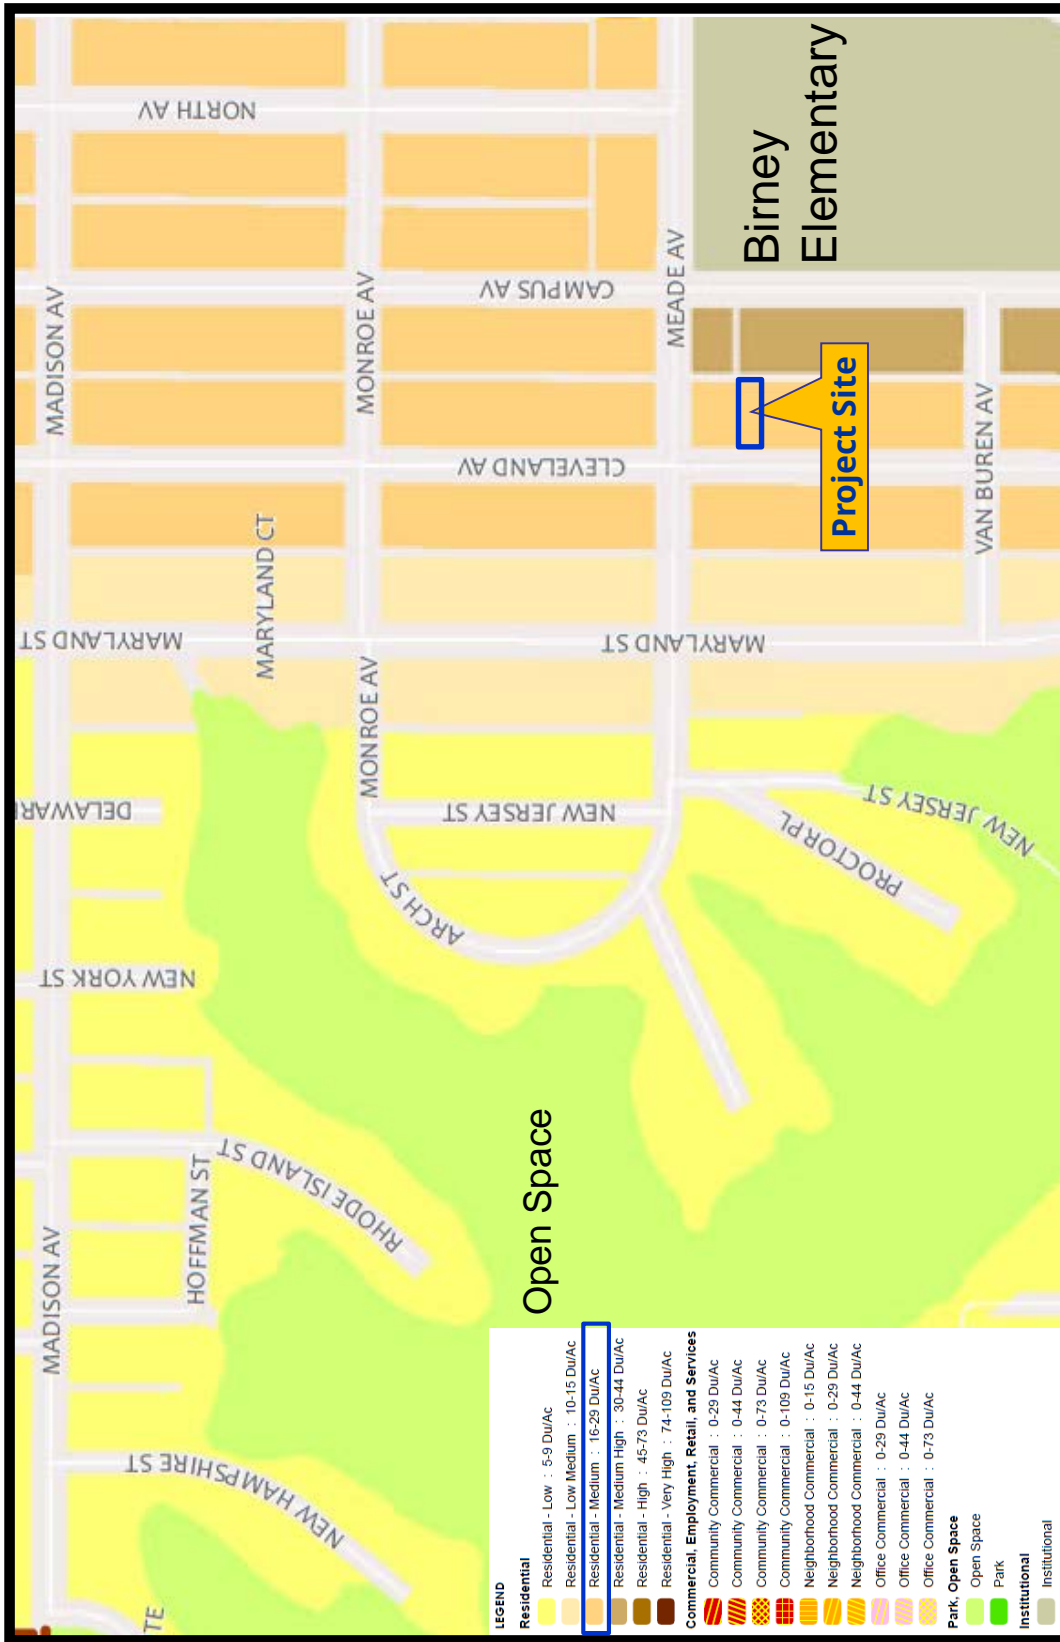 NORTH AV
CAMPUS AV
MADISON AV
MONROE AV
MEADE AV
Birney
Elementary
CLEVELAND AV
Project Site
VAN BUREN AV
MARYLAND CT
MARYLAND ST
MARYLAND ST
MONROE AV
NEW JERSEY ST
NEW JERSEY ST
PROCTOR PL
ARCH ST
DELAWAR
NEW YORK ST
RHODE ISLAND ST
HOFFMAN ST
MADISON AV
NEW HAMPSHIRE ST
TE
Open Space
LEGEND
Residential
Residential - Low : 5-9 Du/Ac
Residential - Low Medium : 10-15 Du/Ac
Residential - Medium : 16-29 Du/Ac
Residential - Medium High : 30-44 Du/Ac
Residential - High : 45-73 Du/Ac
Residential - Very High : 74-109 Du/Ac
Commercial, Employment, Retail, and Services
Community Commercial : 0-29 Du/Ac
Community Commercial : 0-44 Du/Ac
Community Commercial : 0-73 Du/Ac
Community Commercial : 0-109 Du/Ac
Neighborhood Commercial : 0-15 Du/Ac
Neighborhood Commercial : 0-29 Du/Ac
Neighborhood Commercial : 0-44 Du/Ac
Office Commercial : 0-29 Du/Ac
Office Commercial : 0-44 Du/Ac
Office Commercial : 0-73 Du/Ac
Park, Open Space
Open Space
Park
Institutional
Institutional